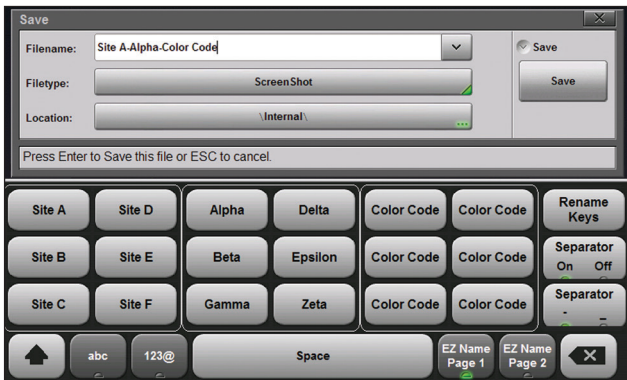 Save
Filename: Site A-Alpha-Color Code
Save
Filetype: ScreenShot
Save
Location: \Internal\
Press Enter to Save this file or ESC to cancel.
Site A Site D Alpha Delta Color Code Color Code Rename Keys
Site B Site E Beta Epsilon Color Code Color Code Separator On Off
Site C Site F Gamma Zeta Color Code Color Code Separator - _
abc 123@ Space EZ Name Page 1 EZ Name Page 2